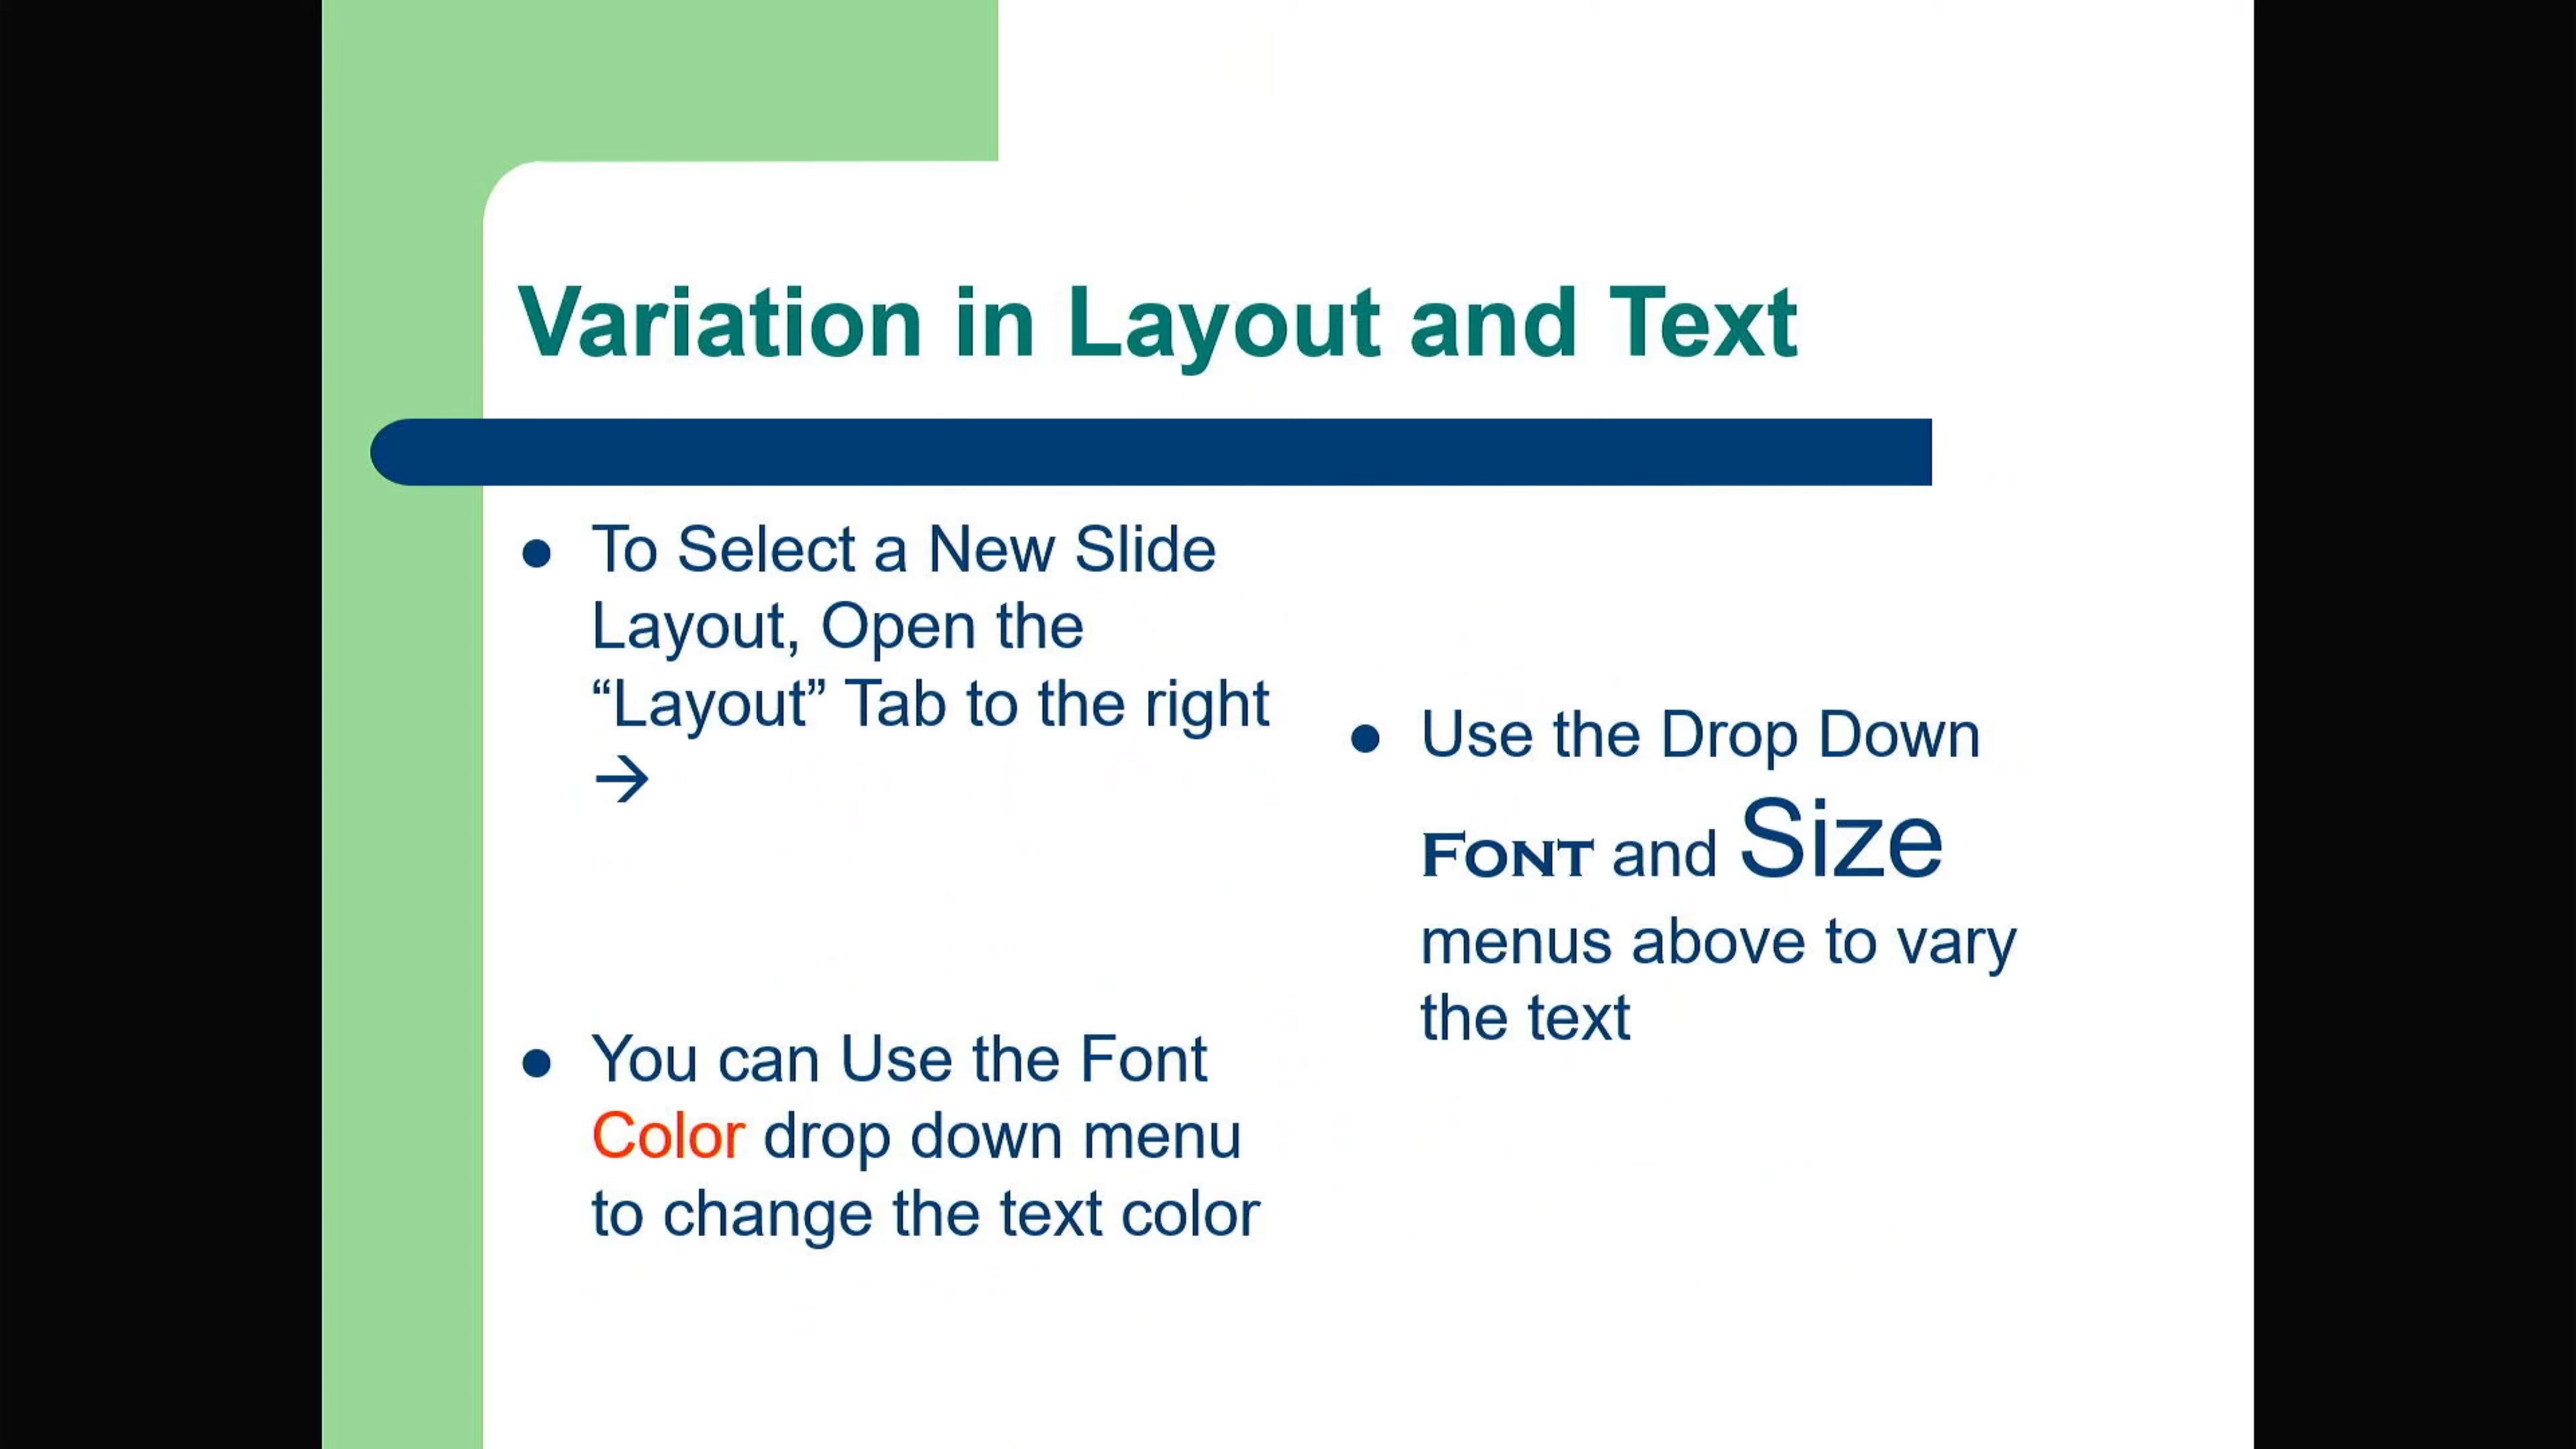 Variation in Layout and Text
● To Select a New Slide
Layout, Open the
“Layout” Tab to the right
→
● You can Use the Font
Color drop down menu
to change the text color
● Use the Drop Down
FONT and Size
menus above to vary
the text